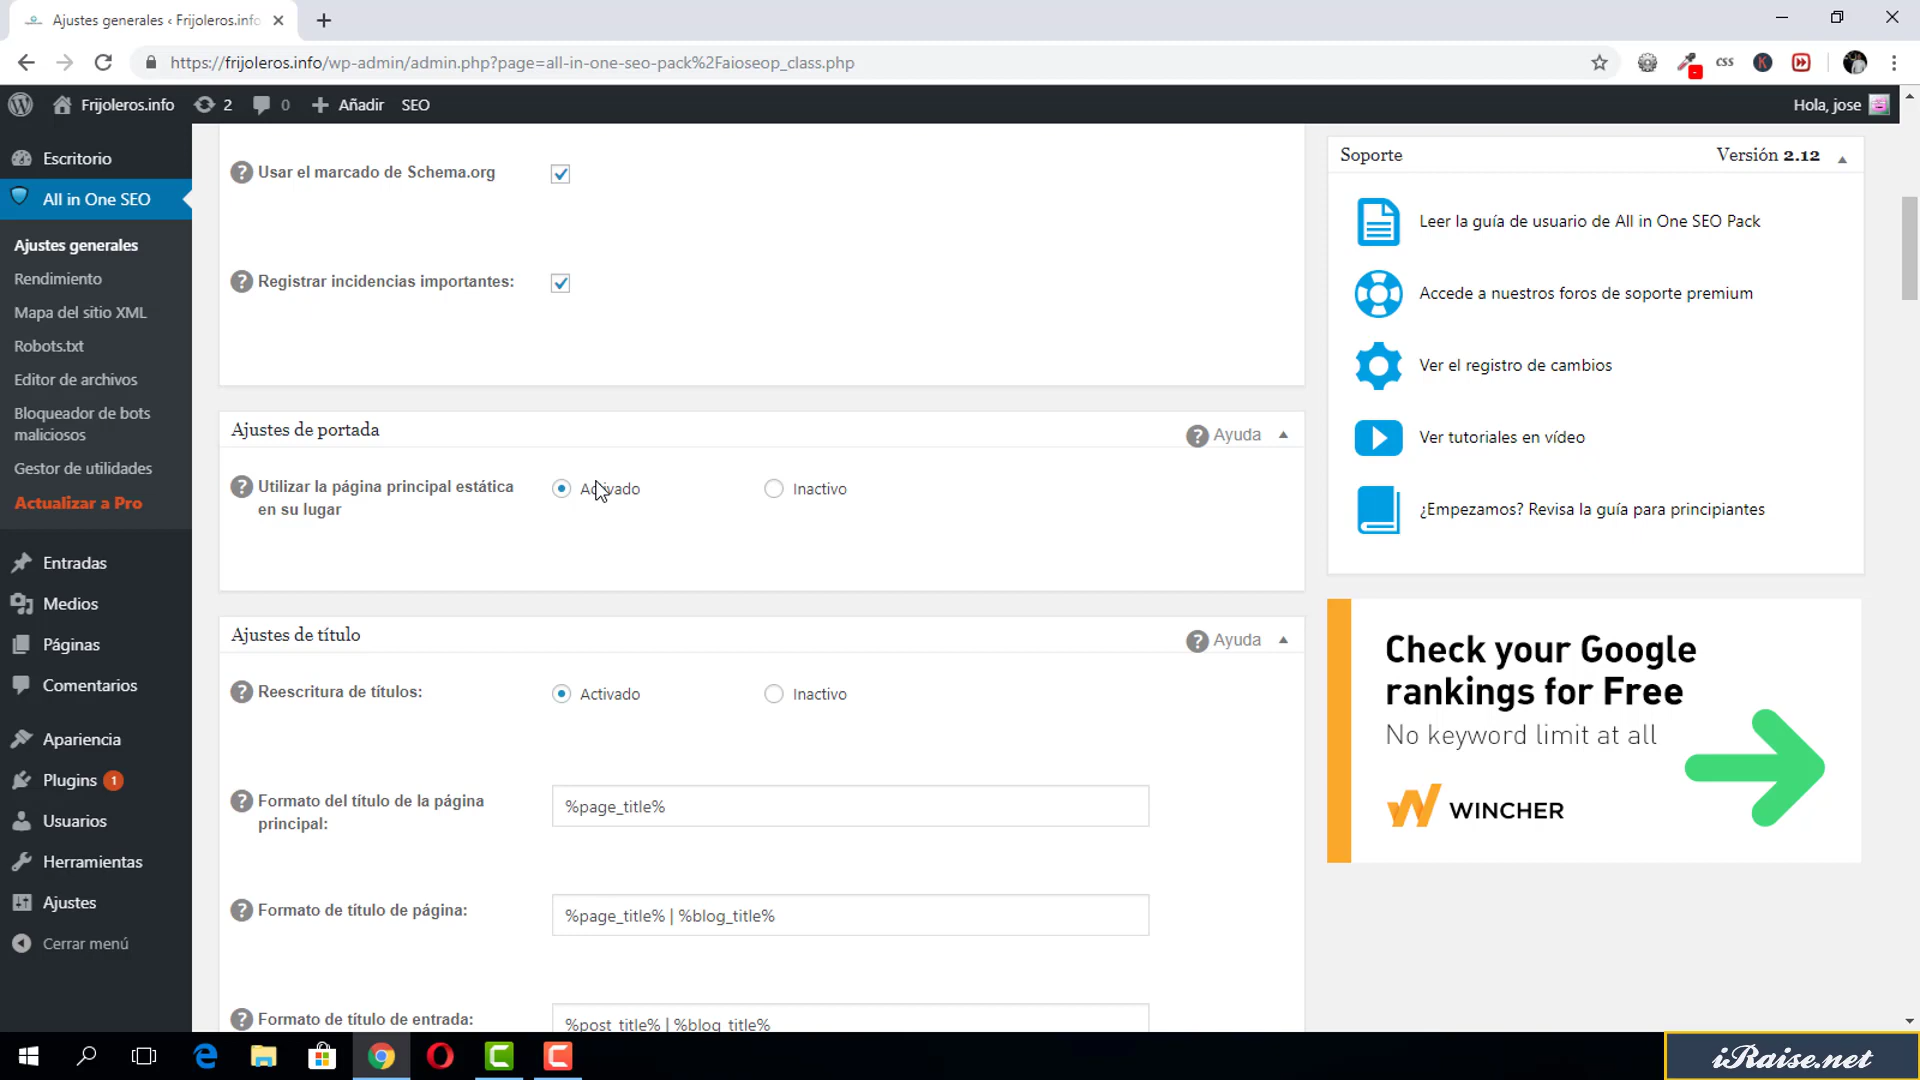 Ajustes generales ‹ Frijoleros.info
https://frijoleros.info/wp-admin/admin.php?page=all-in-one-seo-pack%2Faioseop_class.php
CSS
K
Frijoleros.info 2 0 Añadir SEO
Hola, jose
Escritorio
All in One SEO
Ajustes generales
Rendimiento
Mapa del sitio XML
Robots.txt
Editor de archivos
Bloqueador de bots
maliciosos
Gestor de utilidades
Actualizar a Pro
Entradas
Medios
Páginas
Comentarios
Apariencia
Plugins 1
Usuarios
Herramientas
Ajustes
Cerrar menú
Usar el marcado de Schema.org
Registrar incidencias importantes:
Ajustes de portada
Ayuda
Utilizar la página principal estática
en su lugar
Activado Inactivo
Ajustes de título
Ayuda
Reescritura de títulos:
Activado Inactivo
Formato del título de la página
principal:
%page_title%
Formato de título de página:
%page_title% | %blog_title%
Formato de título de entrada:
%post_title% | %blog_title%
Soporte Versión 2.12
Leer la guía de usuario de All in One SEO Pack
Accede a nuestros foros de soporte premium
Ver el registro de cambios
Ver tutoriales en vídeo
¿Empezamos? Revisa la guía para principiantes
Check your Google
rankings for Free
No keyword limit at all
WINCHER
iRaise.net